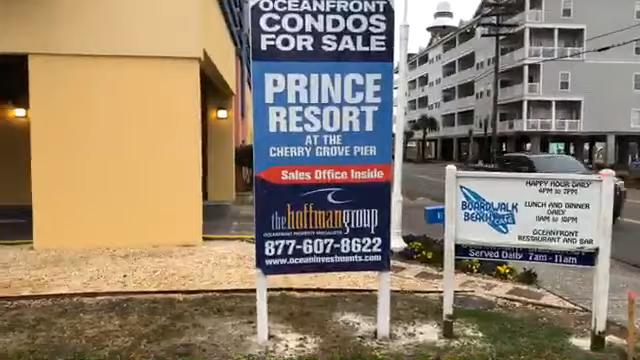 OCEANFRONT
CONDOS
FOR SALE
PRINCE
RESORT
AT THE
CHERRY GROVE PIER
Sales Office Inside
the hoffman group
OCEANFRONT PROPERTY SPECIALISTS
877-607-8622
www.oceaninvestments.com
HAPPY HOUR DAILY
4PM to 7PM
BOARDWALK
BEACH cafe
LUNCH AND DINNER
DAILY
11AM to 10PM
OCEANFRONT
RESTAURANT AND BAR
Served Daily 7am-11am